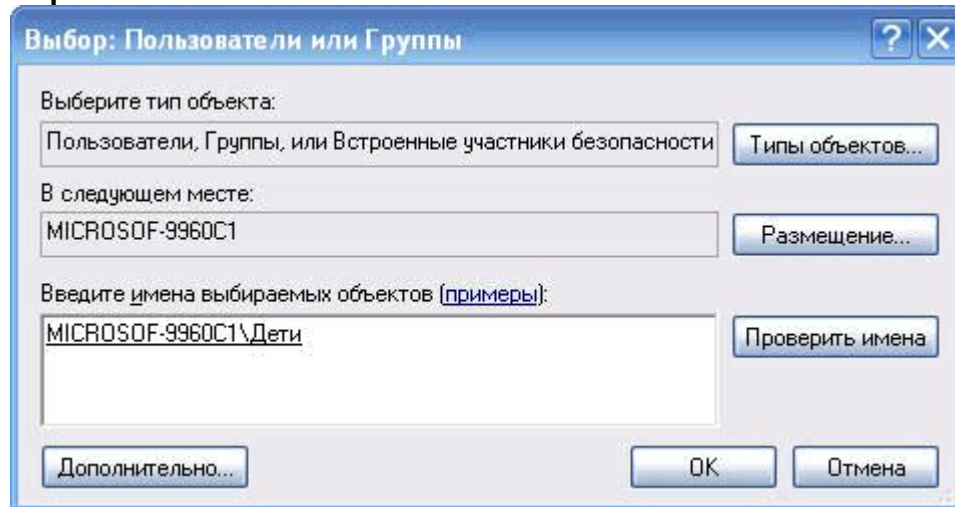 Выбор: Пользователи или Группы
Выберите тип объекта:
Пользователи, Группы, или Встроенные участники безопасности
Типы объектов...
В следующем месте:
MICROSOF-9960C1
Размещение...
Введите имена выбираемых объектов (примеры):
MICROSOF-9960C1\Дети
Проверить имена
Дополнительно...
OK
Отмена